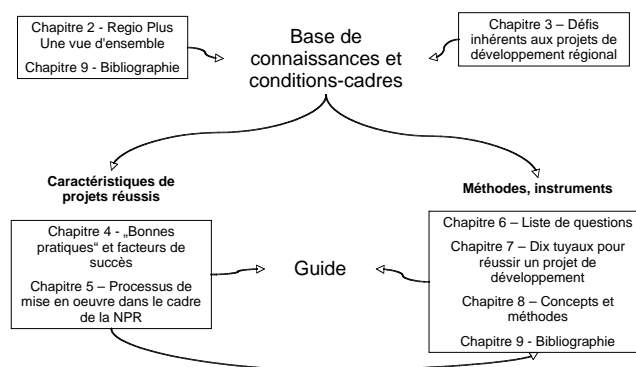 Chapitre 2 - Regio Plus
Une vue d'ensemble
Chapitre 9 - Bibliographie
Base de
connaissances et
conditions-cadres
Chapitre 3 – Défis
inhérents aux projets de
développement régional
Caractéristiques de
projets réussis
Méthodes, instruments
Chapitre 4 - „Bonnes
pratiques“ et facteurs de
succès
Chapitre 5 – Processus de
mise en oeuvre dans le cadre
de la NPR
Guide
Chapitre 6 – Liste de questions
Chapitre 7 – Dix tuyaux pour
réussir un projet de
développement
Chapitre 8 – Concepts et
méthodes
Chapitre 9 - Bibliographie